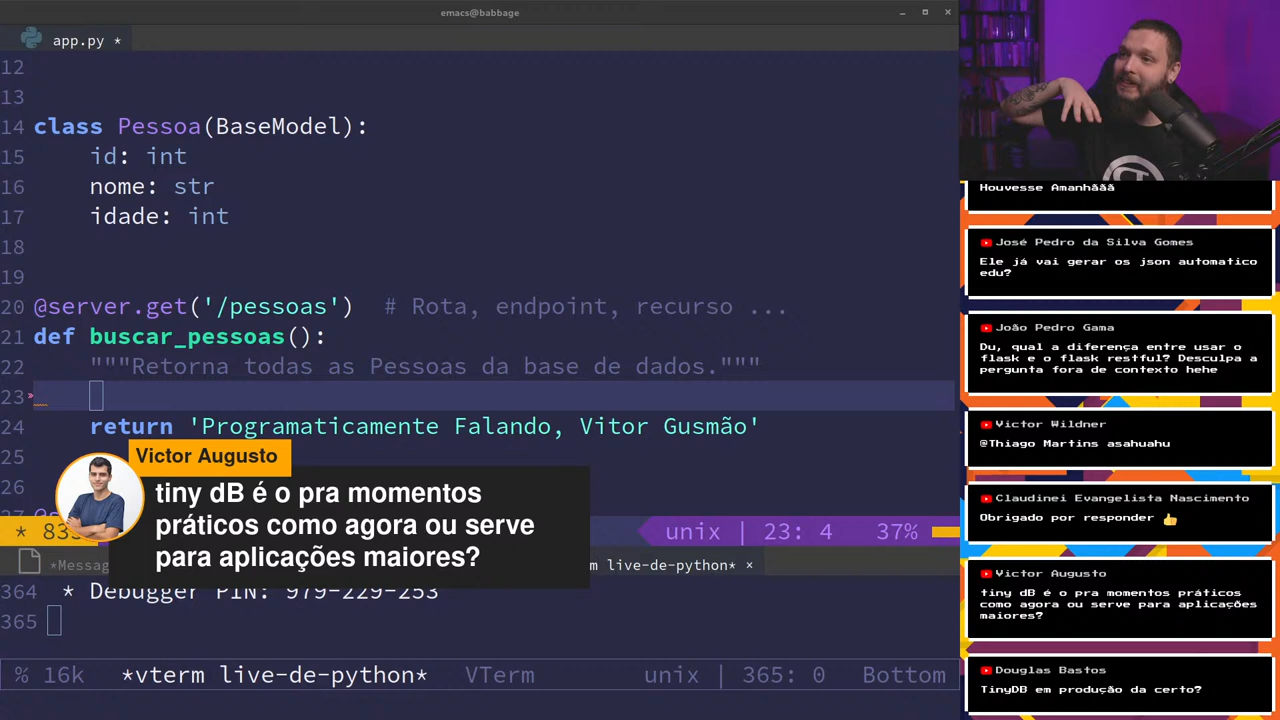 emacs@babbage
app.py *
12
13
14 class Pessoa(BaseModel):
15 id: int
16 nome: str
17 idade: int
18
19
20 @server.get('/pessoas') # Rota, endpoint, recurso ...
21 def buscar_pessoas():
22 """Retorna todas as Pessoa da base de dados."""
23
24 return 'Programaticamente Falando, Vitor Gusmão'
25
26
Victor Augusto
tiny dB é o pra momentos
práticos como agora ou serve
para aplicações maiores?
unix | 23: 4 37%
live-de-python* ×
364 * Debugger PIN: 979-229-253
365
% 16k *vterm live-de-python* VTerm unix | 365: 0 Bottom
Houvesse Amanhããã
José Pedro da Silva Gomes
Ele já vai gerar os json automatico
edu?
João Pedro Gama
Du, qual a diferença entre usar o
flask e o flask restful? Desculpa a
pergunta fora de contexto hehe
Victor Wildner
@Thiago Martins asahuahu
Claudinei Evangelista Nascimento
Obrigado por responder 👍
Victor Augusto
tiny dB é o pra momentos práticos
como agora ou serve para aplicações
maiores?
Douglas Bastos
TinyDB em produção da certo?